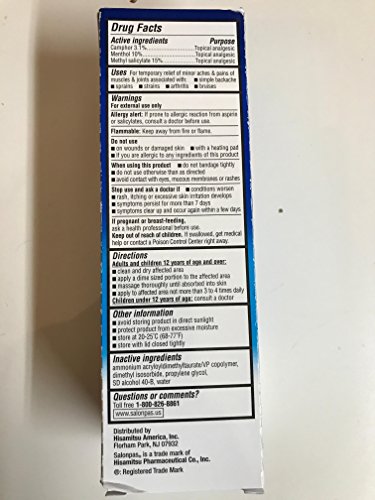 Drug Facts
Active ingredients Purpose
Camphor 3.1%..................Topical analgesic
Menthol 10%..................Topical analgesic
Methyl salicylate 15%..................Topical analgesic
Uses For temporary relief of minor aches & pains of
muscles & joints associated with: ■ simple backache
■ sprains ■ strains ■ arthritis ■ bruises
Warnings
For external use only
Allergy alert: If prone to allergic reaction from aspirin
or salicylates, consult a doctor before use.
Flammable: Keep away from fire or flame.
Do not use
■ on wounds or damaged skin ■ with a heating pad
■ if you are allergic to any ingredients of this product
When using this product ■ do not bandage tightly
■ do not use otherwise than as directed
■ avoid contact with eyes, mucous membranes or rashes
Stop use and ask a doctor if ■ conditions worsen
■ rash, itching or excessive skin irritation develops
■ symptoms persist for more than 7 days
■ symptoms clear up and occur again within a few days
If pregnant or breast-feeding,
ask a health professional before use.
Keep out of reach of children. If swallowed, get medical
help or contact a Poison Control Center right away.
Directions
Adults and children 12 years of age and over:
■ clean and dry affected area
■ apply a dime sized portion to the affected area
■ massage thoroughly until absorbed into skin
■ apply to affected area not more than 3 to 4 times daily
Children under 12 years of age: consult a doctor
Other information
■ avoid storing product in direct sunlight
■ protect product from excessive moisture
■ store at 20-25°C (68-77°F)
■ store with lid closed tightly
Inactive ingredients
ammonium acryloyldimethyltaurate/VP copolymer,
dimethyl isosorbide, propylene glycol,
SD alcohol 40-B, water
Questions or comments?
Toll free 1-800-826-8861
www.salonpas.us
Distributed by
Hisamitsu America, Inc.
Florham Park, NJ 07932
Salonpas® is a trade mark of
Hisamitsu Pharmaceutical Co., Inc.
®: Registered Trade Mark